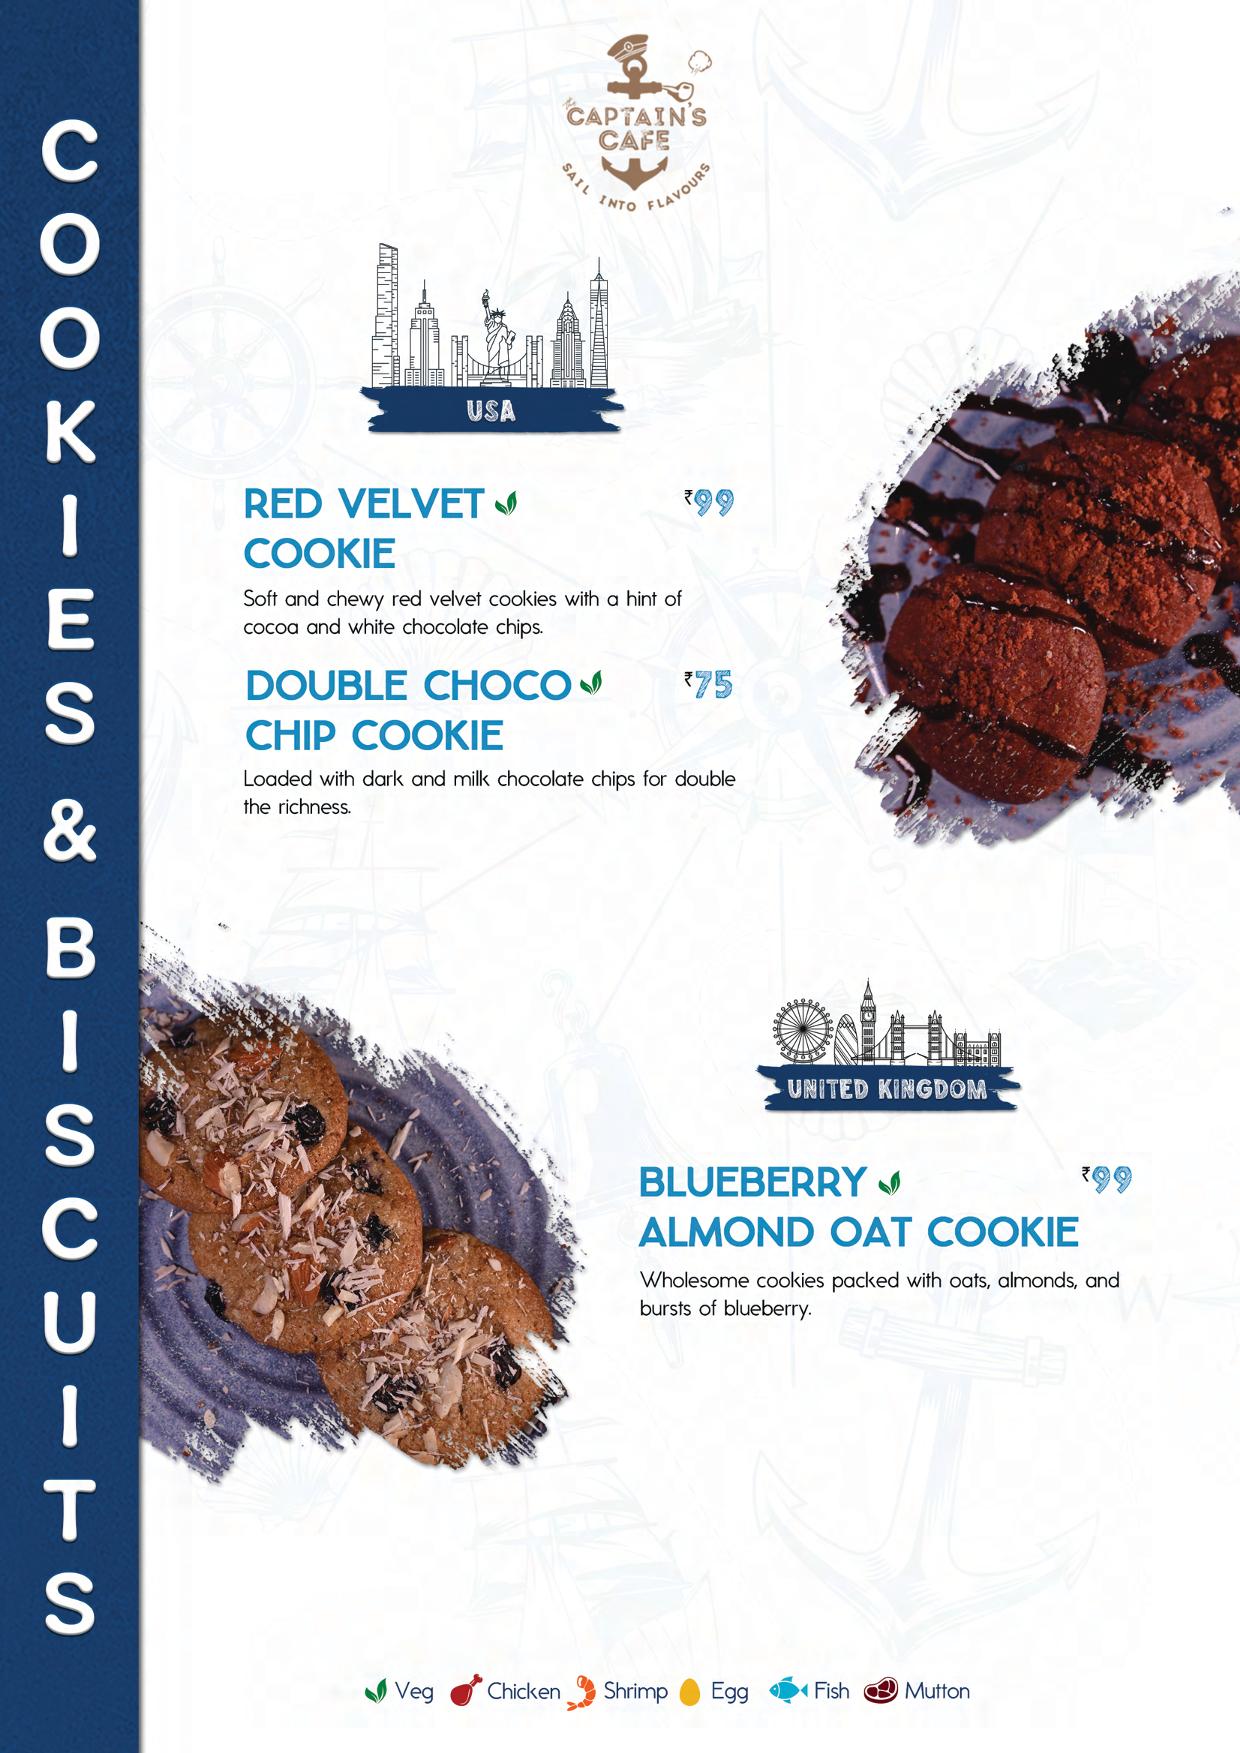 COOKIES & BISCUITS
the
CAPTAIN'S
CAFE
SAIL INTO FLAVOURS
USA
RED VELVET ₹99
COOKIE
Soft and chewy red velvet cookies with a hint of
cocoa and white chocolate chips.
DOUBLE CHOCO ₹75
CHIP COOKIE
Loaded with dark and milk chocolate chips for double
the richness.
UNITED KINGDOM
BLUEBERRY ₹99
ALMOND OAT COOKIE
Wholesome cookies packed with oats, almonds, and
bursts of blueberry.
S
W
Veg Chicken Shrimp Egg Fish Mutton